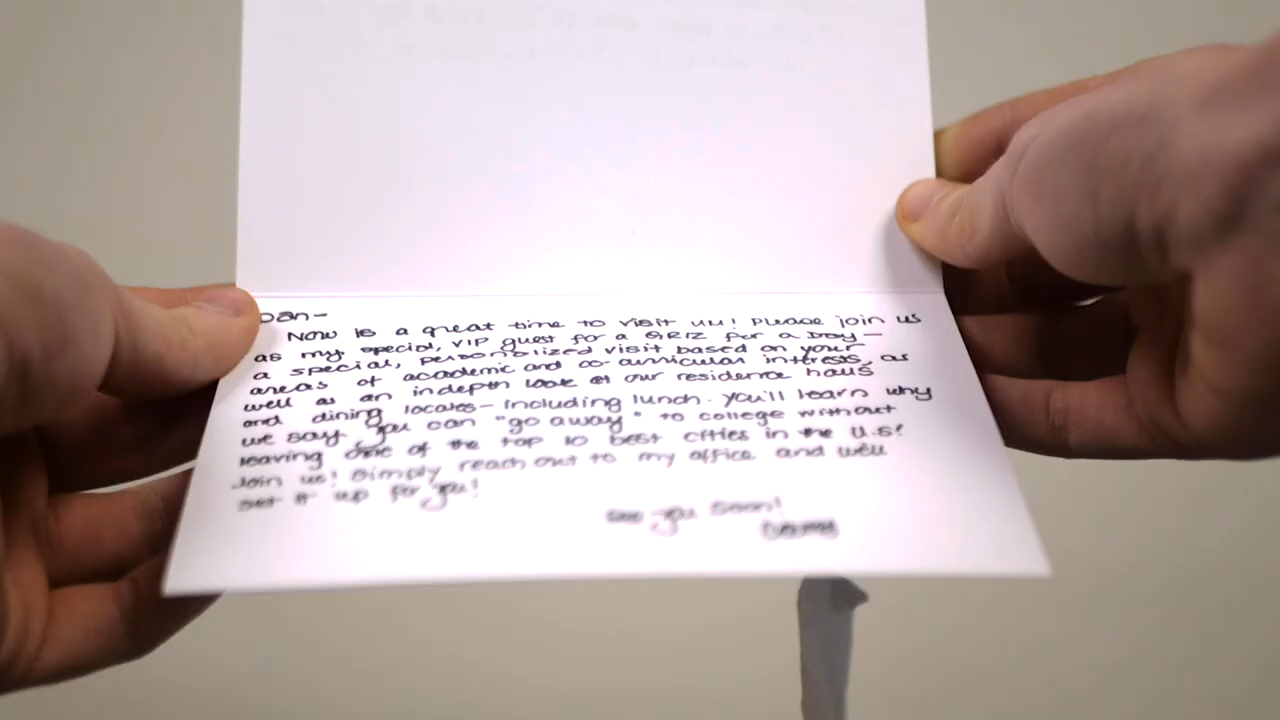 Dan-
Now is a great time to visit UM! Please join us
as my special, VIP guest for a GRIZ for a Day-
a special, personalized visit based on your
areas of academic and co-curricular interests, as
well as an indepth look at our residence halls
and dining locales- including lunch. You'll learn why
we say you can "go away" to college without
leaving one of the top 10 best cities in the U.S!
Join us! Simply reach out to my office and we'll
set it up for you!
See you soon!